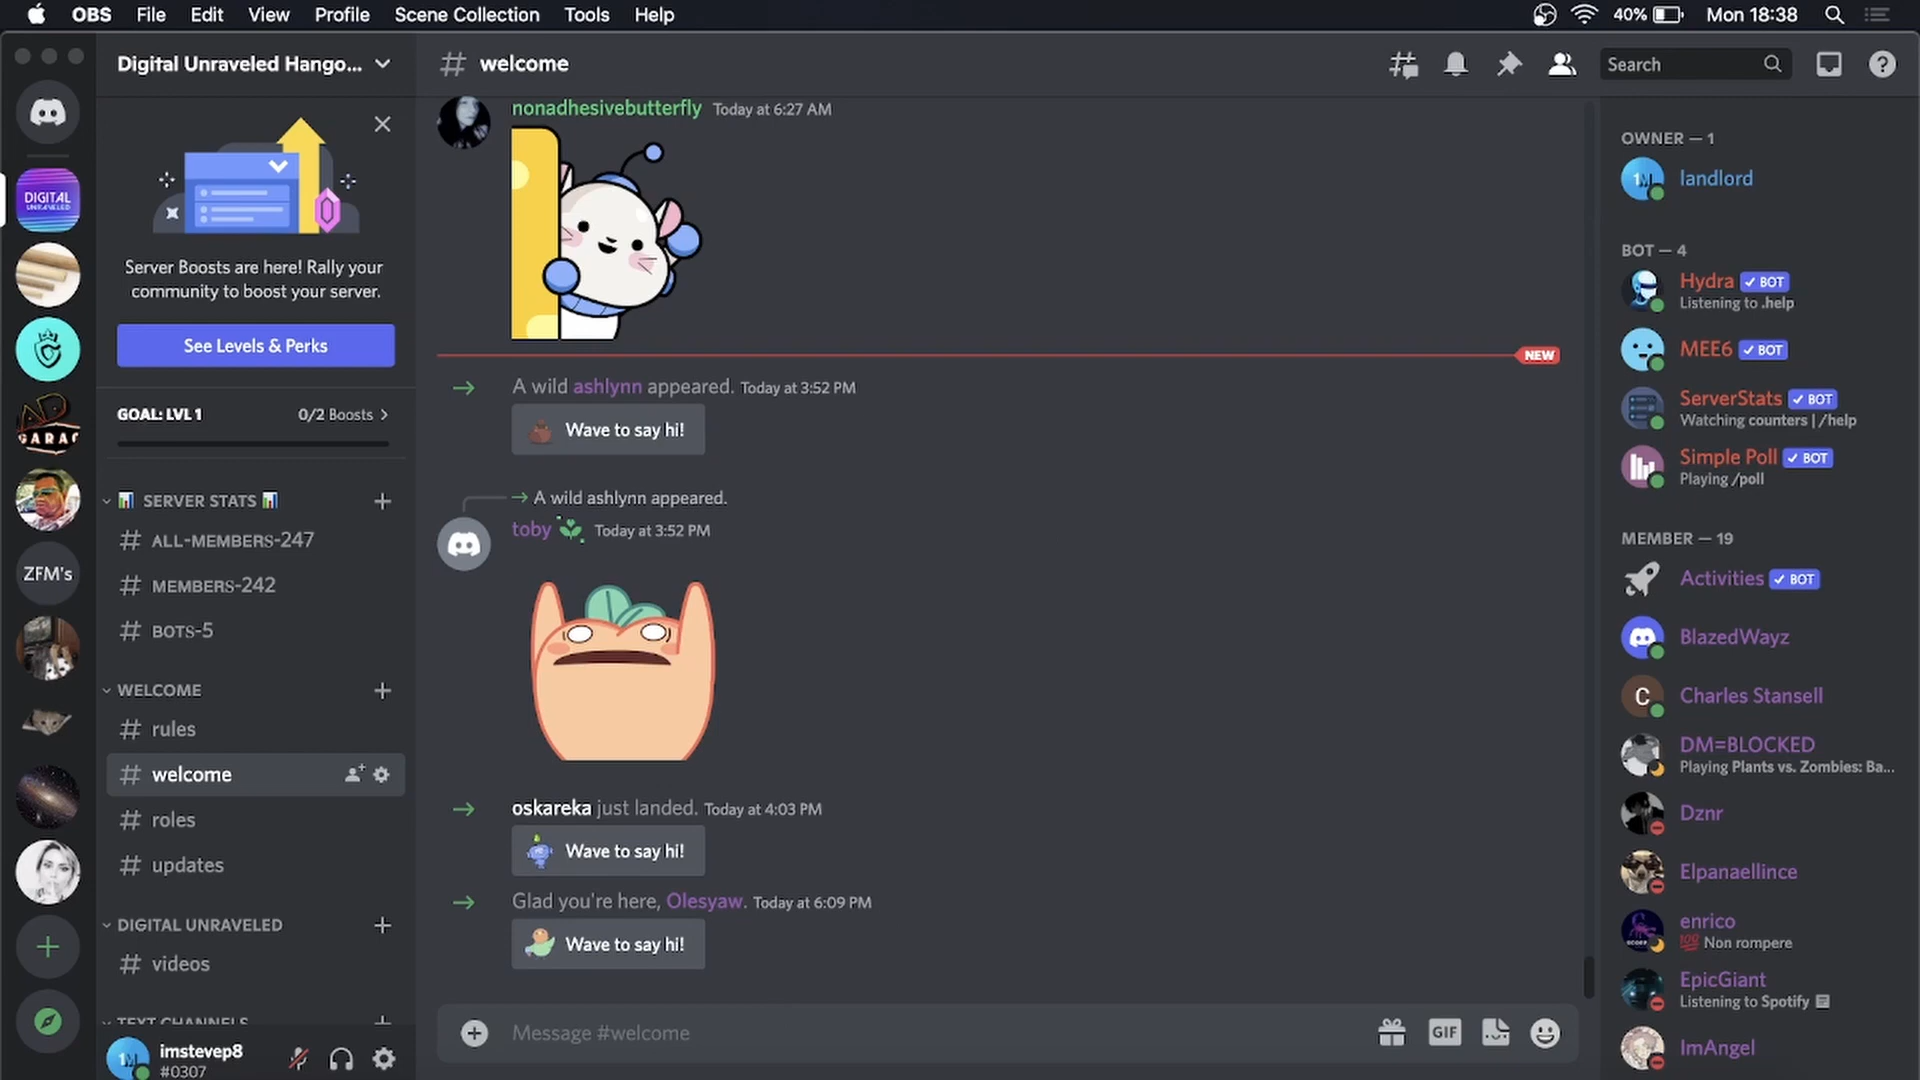 OBS File Edit View Profile Scene Collection Tools Help 40% Mon 18:38
Digital Unraveled Hango...
welcome
Search
DIGITAL
UNRAVELED
GARAG
ZFM's
Server Boosts are here! Rally your
community to boost your server.
See Levels & Perks
GOAL: LVL 1 0/2 Boosts
SERVER STATS
ALL-MEMBERS-247
MEMBERS-242
BOTS-5
WELCOME
rules
welcome
roles
updates
DIGITAL UNRAVELED
videos
TEXT CHANNELS
imstevep8
#0307
nonadhesivebutterfly Today at 6:27 AM
NEW
A wild ashlynn appeared. Today at 3:52 PM
Wave to say hi!
A wild ashlynn appeared.
toby Today at 3:52 PM
oskareka just landed. Today at 4:03 PM
Wave to say hi!
Glad you're here, Olesyaw. Today at 6:09 PM
Wave to say hi!
Message #welcome
GIF
OWNER — 1
landlord
BOT — 4
Hydra BOT
Listening to .help
MEE6 BOT
ServerStats BOT
Watching counters | /help
Simple Poll BOT
Playing /poll
MEMBER — 19
Activities BOT
BlazedWayz
C
Charles Stansell
DM=BLOCKED
Playing Plants vs. Zombies: Ba...
Dznr
Elpanaellince
enrico
💯 Non rompere
EpicGiant
Listening to Spotify
ImAngel